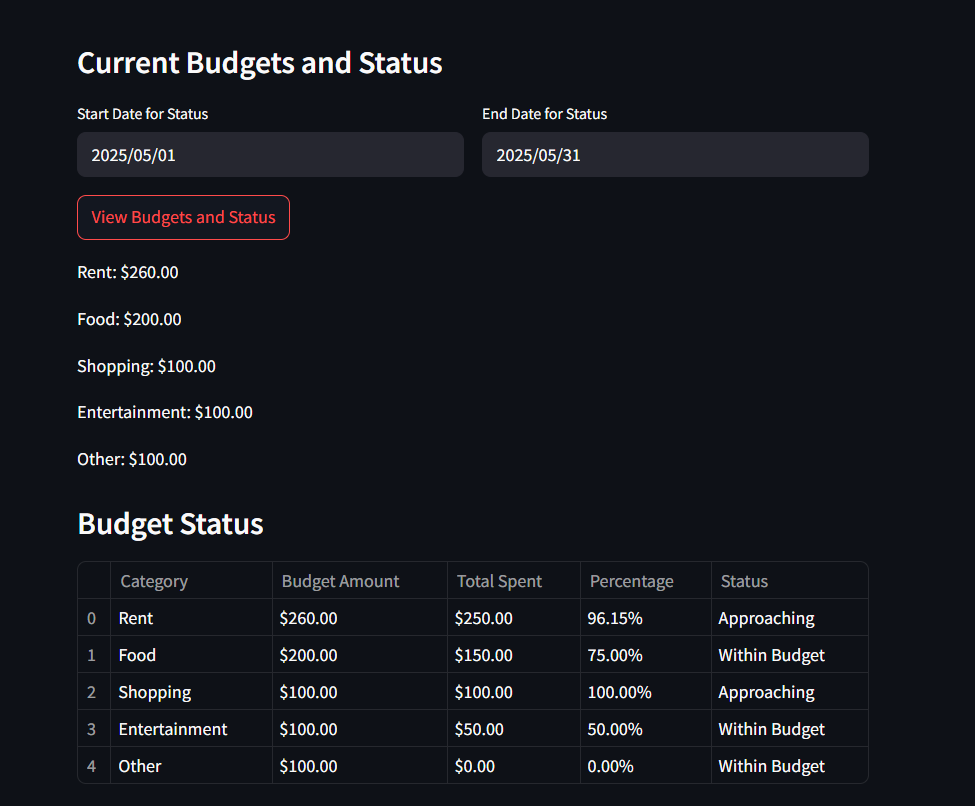 Current Budgets and Status
Start Date for Status End Date for Status
2025/05/01 2025/05/31
View Budgets and Status
Rent: $260.00
Food: $200.00
Shopping: $100.00
Entertainment: $100.00
Other: $100.00
Budget Status
Category Budget Amount Total Spent Percentage Status
0 Rent $260.00 $250.00 96.15% Approaching
1 Food $200.00 $150.00 75.00% Within Budget
2 Shopping $100.00 $100.00 100.00% Approaching
3 Entertainment $100.00 $50.00 50.00% Within Budget
4 Other $100.00 $0.00 0.00% Within Budget